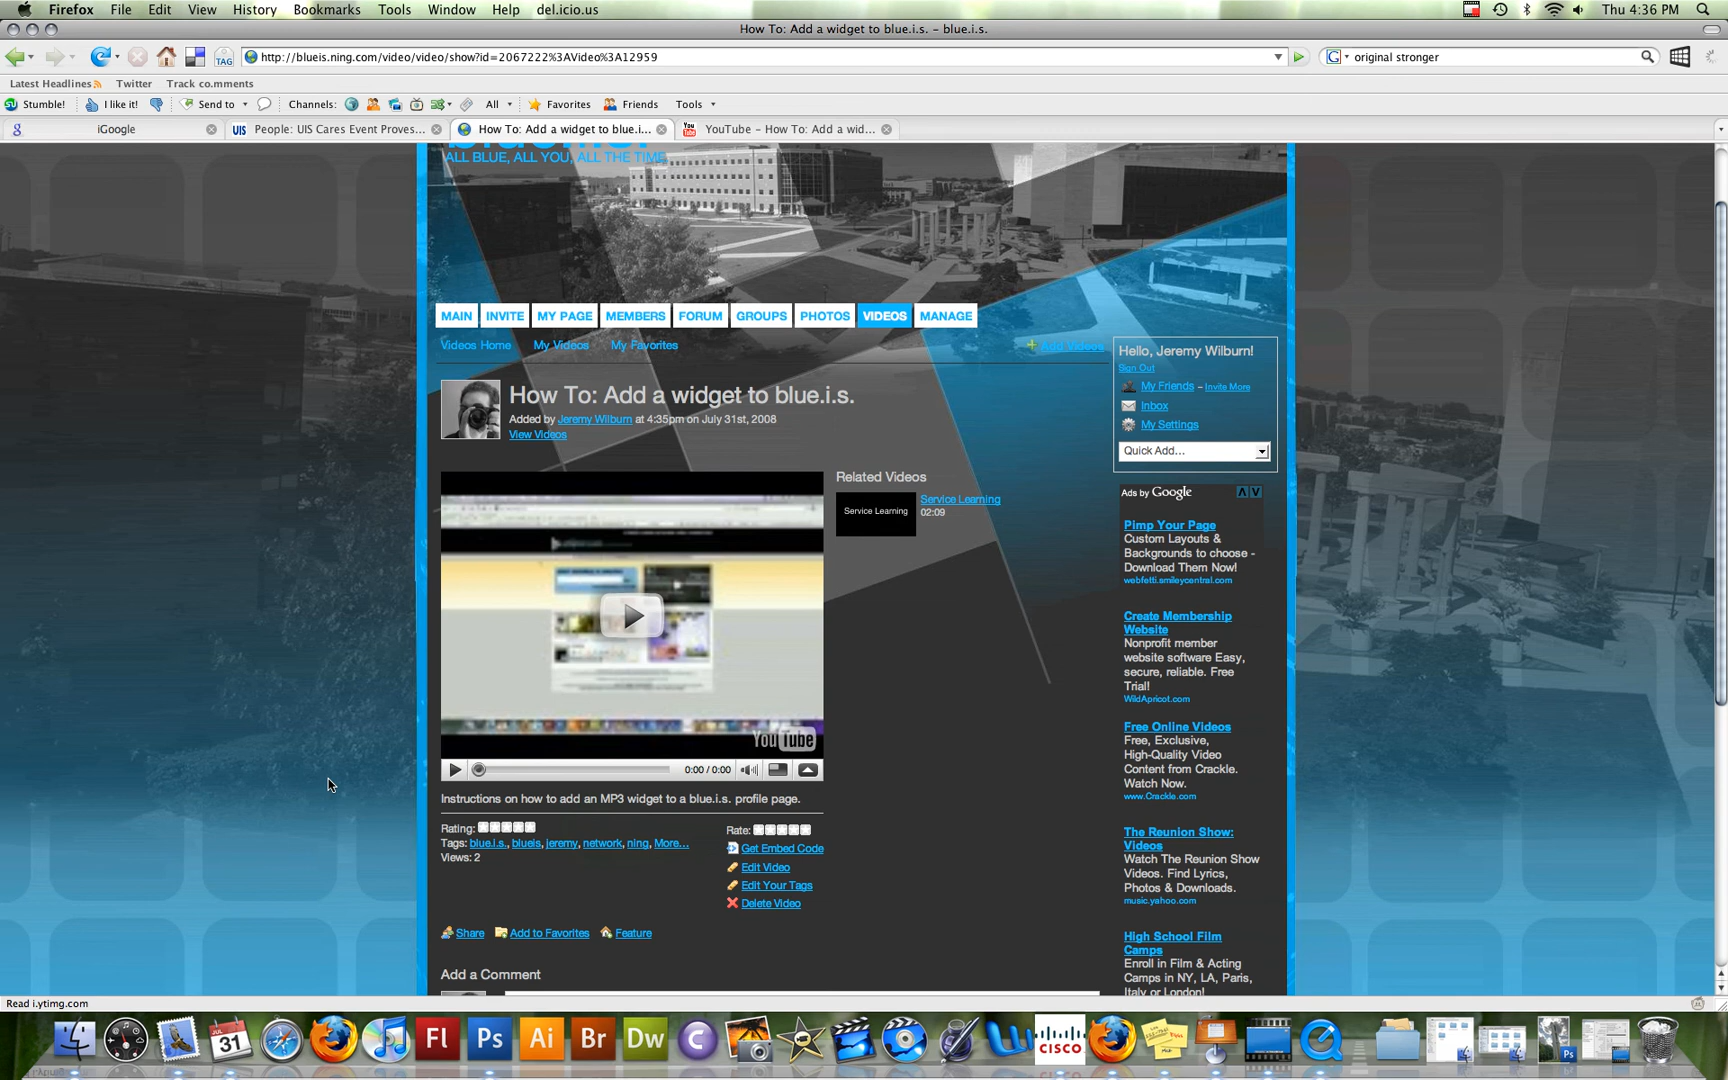 Firefox File Edit View History Bookmarks Tools Window Help del.icio.us Thu 4:36 PM
How To: Add a widget to blue.i.s. – blue.i.s.
TAG http://blueis.ning.com/video/video/show?id=2067222%3AVideo%3A12959 G original stronger
Latest Headlines Twitter Track co.mments
Stumble! I like it! Send to Channels: All Favorites Friends Tools
iGoogle UIS People: UIS Cares Event Proves... How To: Add a widget to blue.i... YouTube – How To: Add a wid...
ALL BLUE, ALL YOU, ALL THE TIME.
MAIN INVITE MY PAGE MEMBERS FORUM GROUPS PHOTOS VIDEOS MANAGE
Videos Home My Videos My Favorites Add Videos
Hello, Jeremy Wilburn!
Sign Out
My Friends – Invite More
Inbox
My Settings
Quick Add...
How To: Add a widget to blue.i.s.
Added by Jeremy Wilburn at 4:35pm on July 31st, 2008
View Videos
Related Videos
Service Learning
Service Learning
02:09
YouTube
0:00 / 0:00
Instructions on how to add an MP3 widget to a blue.i.s. profile page.
Rating:
Tags: blue.i.s., blueis, jeremy, network, ning, More...
Views: 2
Rate:
Get Embed Code
Edit Video
Edit Your Tags
Delete Video
Share Add to Favorites Feature
Add a Comment
Ads by Google
Pimp Your Page
Custom Layouts &
Backgrounds to choose -
Download Them Now!
webfetti.smileycentral.com
Create Membership
Website
Nonprofit member
website software Easy,
secure, reliable. Free
Trial!
WildApricot.com
Free Online Videos
Free, Exclusive,
High-Quality Video
Content from Crackle.
Watch Now.
www.Crackle.com
The Reunion Show:
Videos
Watch The Reunion Show
Videos. Find Lyrics,
Photos & Downloads.
music.yahoo.com
High School Film
Camps
Enroll in Film & Acting
Camps in NY, LA, Paris,
Italy or London!
Read i.ytimg.com
JUL 31 Fl Ps Ai Br Dw CISCO Ps